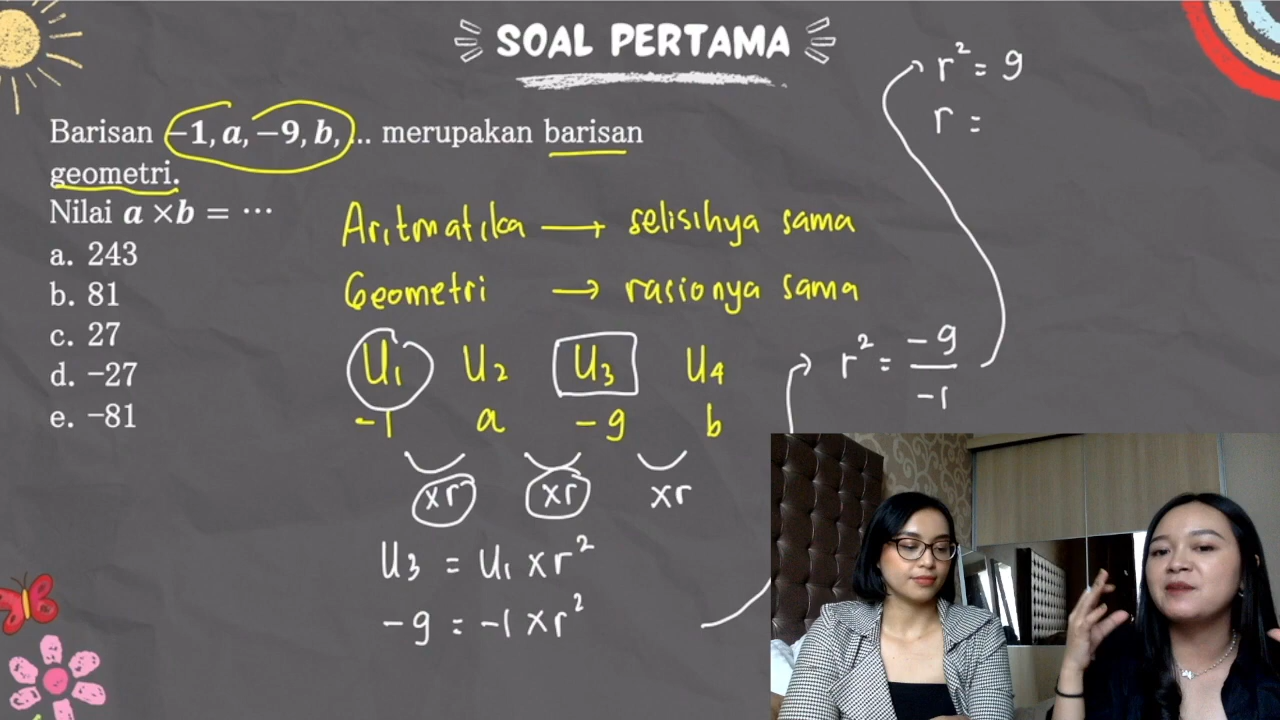 SOAL PERTAMA
Barisan −1, a, −9, b, ... merupakan barisan
geometri.
Nilai a ×b = ⋯
a. 243
b. 81
c. 27
d. −27
e. −81
Aritmatika → selisihya sama
Geometri → rasionya sama
U₁ U₂ U₃ U₄
-1 a -9 b
xr xr xr
U₃ = U₁ x r²
-9 = -1 x r²
r² = -9/-1
r² = 9
r =